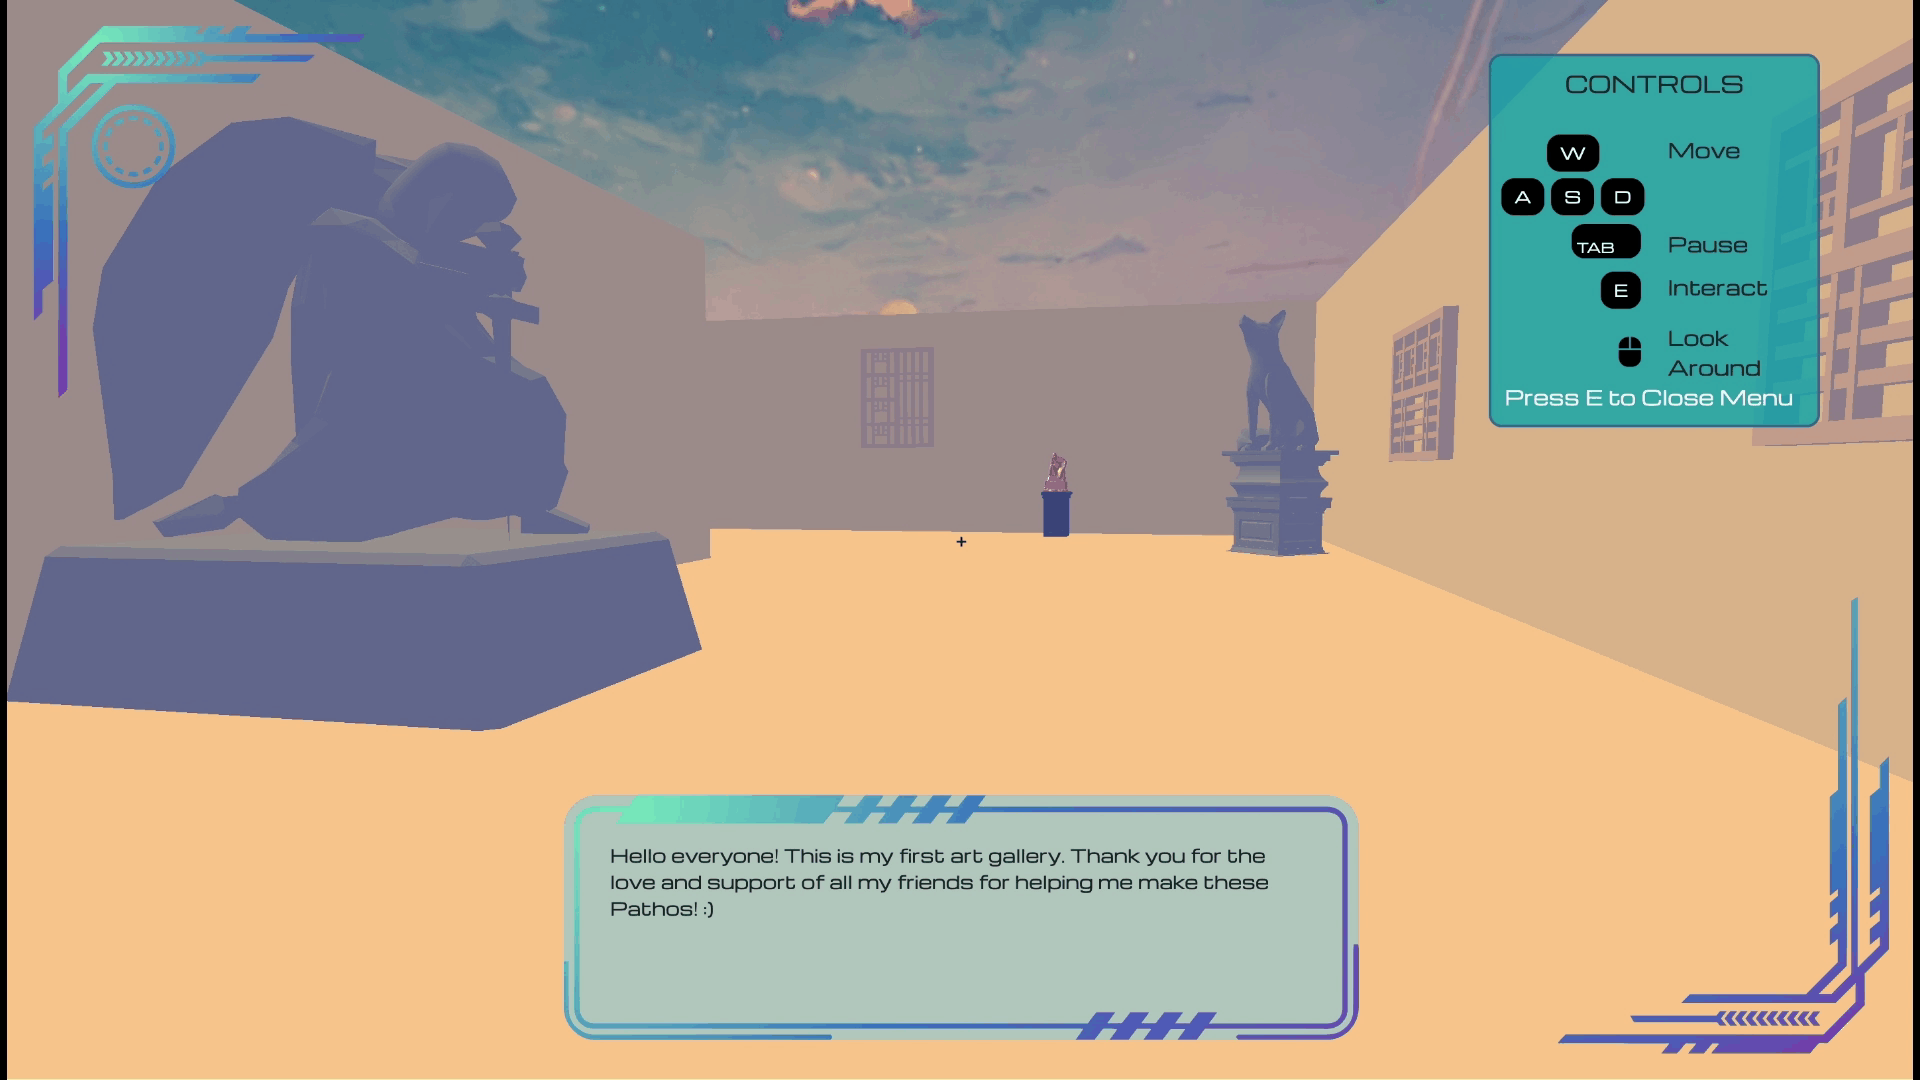 CONTROLS
W Move
A S D
TAB Pause
E Interact
Look
Around
Press E to Close Menu
Hello everyone! This is my first art gallery. Thank you for the
love and support of all my friends for helping me make these
Pathos! :)